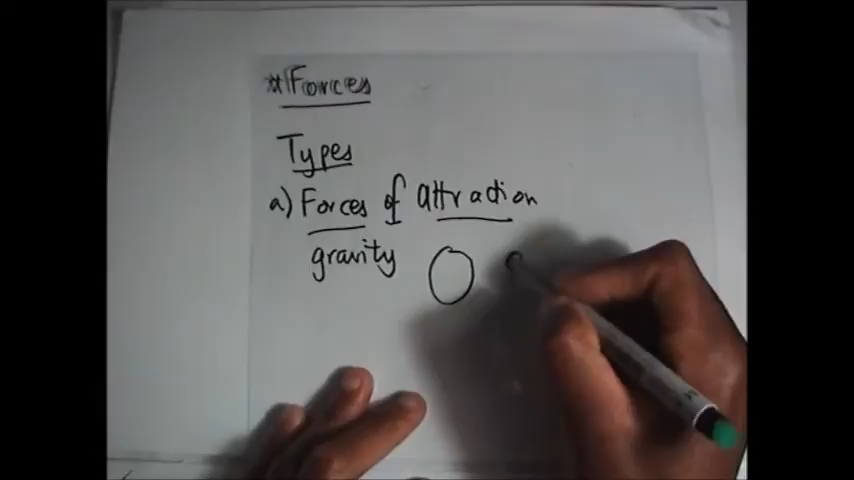 *Forces
Types
a) Forces of attraction
gravity